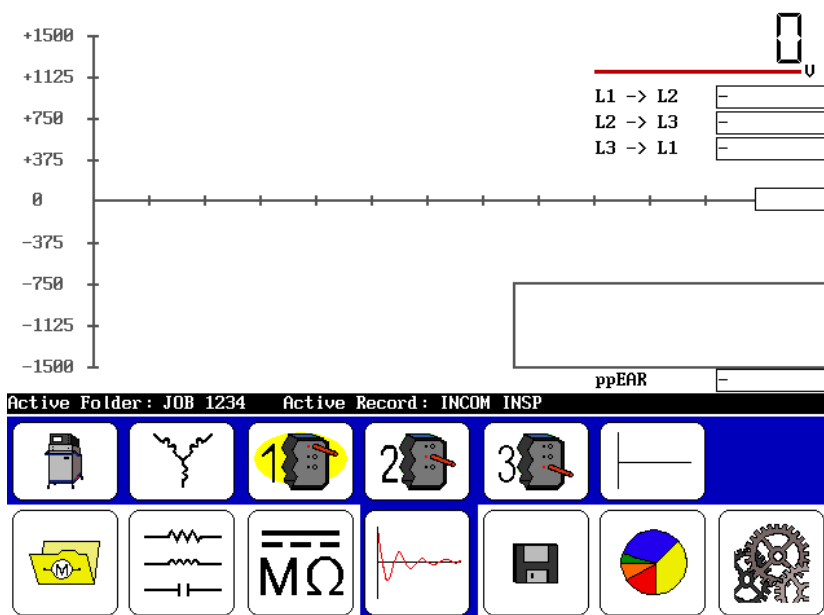 +1500
0
V
+1125
L1 -> L2 –
+750
L2 -> L3 –
L3 -> L1 –
+375
0
-375
-750
-1125
-1500
ppEAR –
Active Folder: JOB 1234 Active Record: INCOM INSP
1 2 3
M
MΩ